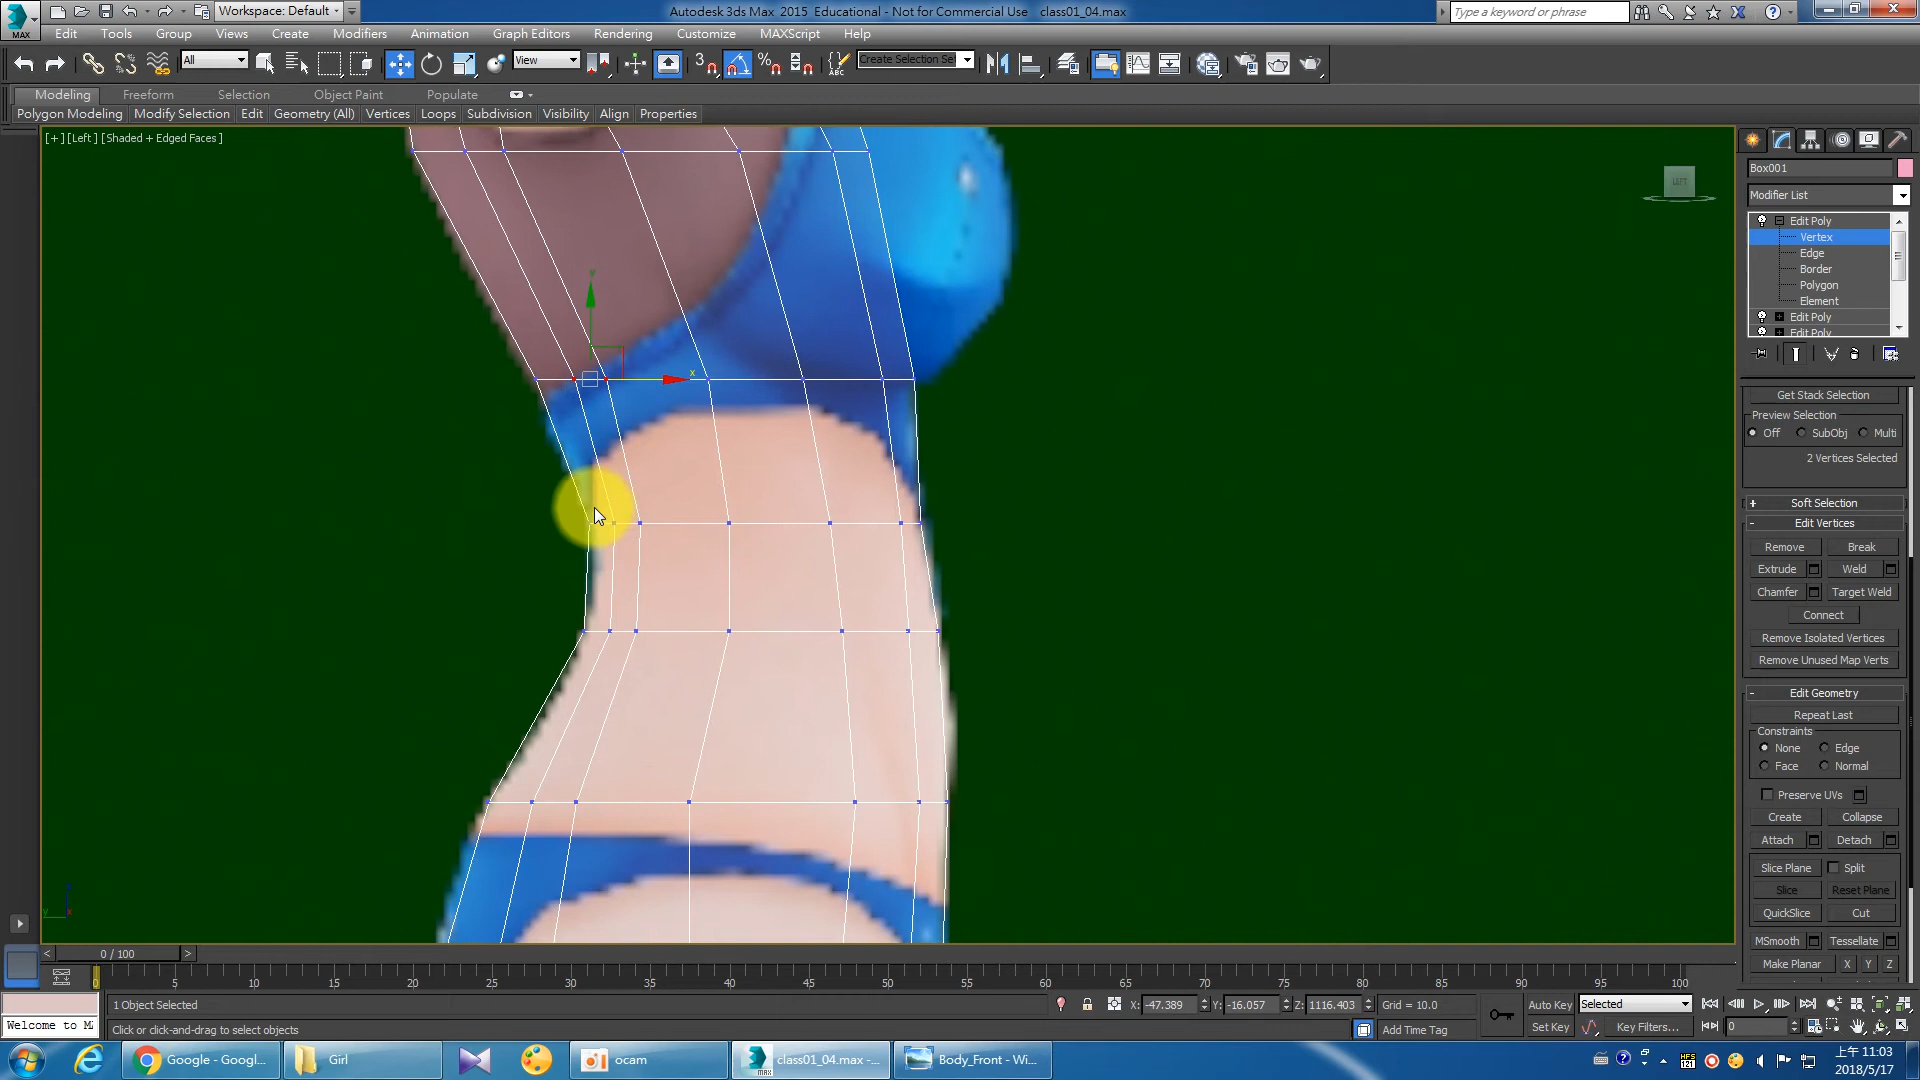 MAX
Workspace: Default
Autodesk 3ds Max 2015 Educational - Not for Commercial Use class01_04.max
Type a keyword or phrase
Edit Tools Group Views Create Modifiers Animation Graph Editors Rendering Customize MAXScript Help
All
View
3
Create Selection Se
Modeling Freeform Selection Object Paint Populate
Polygon Modeling Modify Selection Edit Geometry (All) Vertices Loops Subdivision Visibility Align Properties
[+][Left][Shaded + Edged Faces]
LEFT
y
x
Box001
Modifier List
Edit Poly
Vertex
Edge
Border
Polygon
Element
Edit Poly
Edit Poly
Get Stack Selection
Preview Selection
Off SubObj Multi
2 Vertices Selected
+ Soft Selection
- Edit Vertices
Remove Break
Extrude Weld
Chamfer Target Weld
Connect
Remove Isolated Vertices
Remove Unused Map Verts
- Edit Geometry
Repeat Last
Constraints
None Edge
Face Normal
Preserve UVs
Create Collapse
Attach Detach
Slice Plane Split
Slice Reset Plane
QuickSlice Cut
MSmooth Tessellate
Make Planar X Y Z
< 0 / 100 >
0 5 10 15 20 25 30 35 40 45 50 55 60 65 70 75 80 85 90 95 100
1 Object Selected
X: -47.389 Y: -16.057 Z: 1116.403 Grid = 10.0
Auto Key Selected
Welcome to M
Click or click-and-drag to select objects
Add Time Tag
Set Key Key Filters... 0
Google - Googl... Girl ocam class01_04.max -... Body_Front - Wi...
上午 11:03
2018/5/17